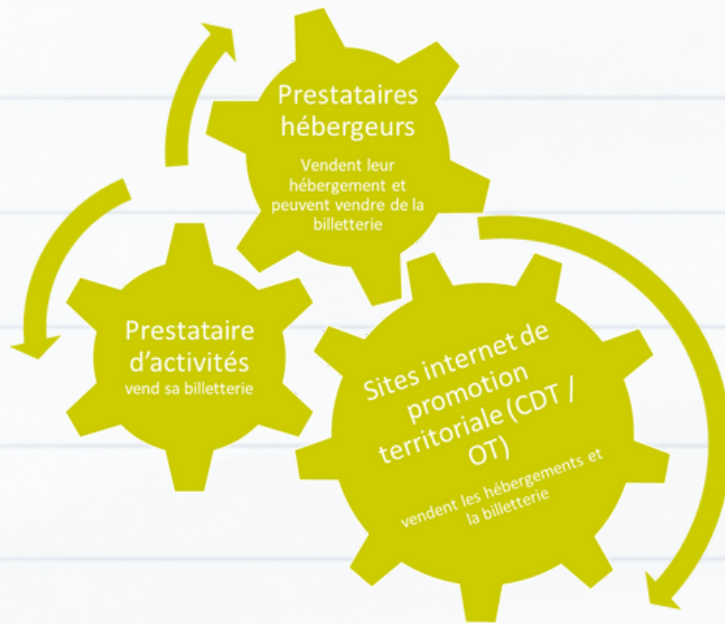 Prestataires
hébergeurs
Vendent leur
hébergement et
peuvent vendre de la
billetterie
Prestataire
d'activités
vend sa billetterie
Sites internet de
promotion
territoriale (CDT /
OT)
vendent les hébergements et
la billetterie